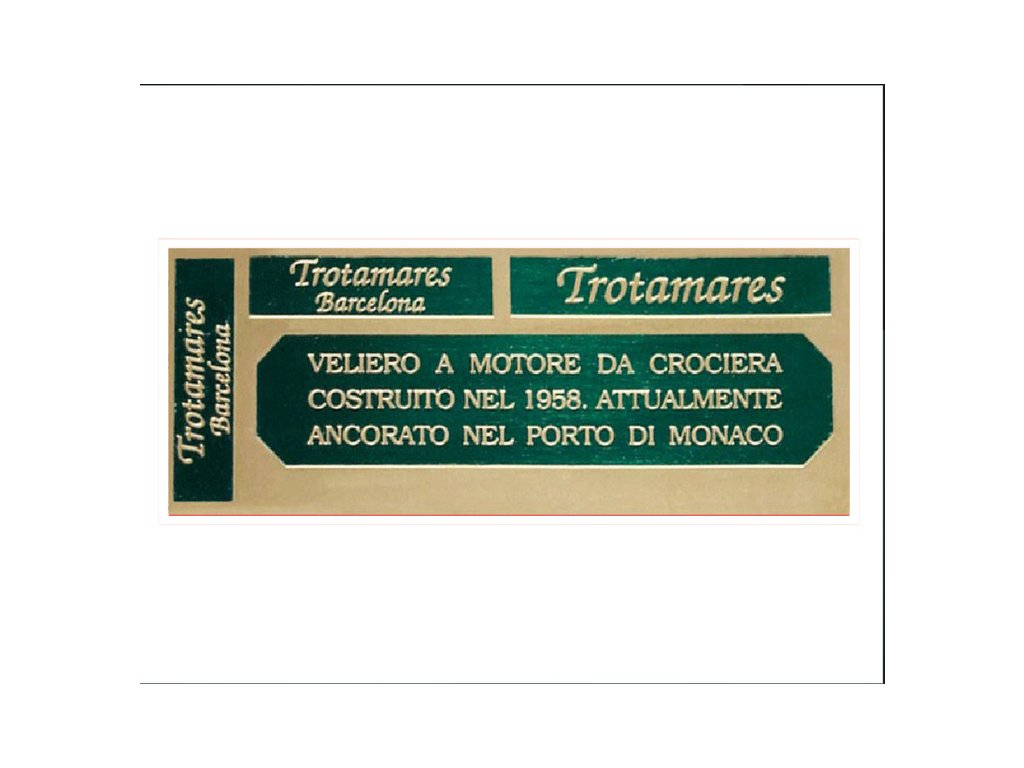 Trotamares
Barcelona
Trotamares
Barcelona
Trotamares
VELIERO A MOTORE DA CROCIERA
COSTRUITO NEL 1958. ATTUALMENTE
ANCORATO NEL PORTO DI MONACO